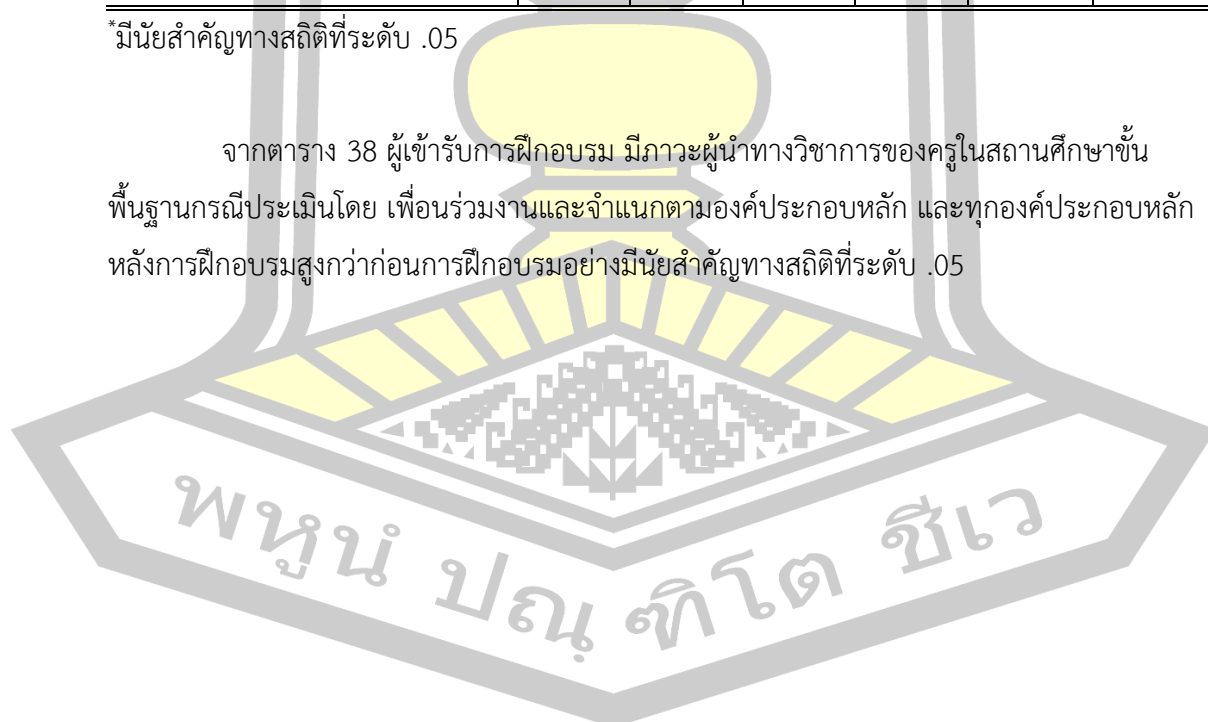 *มีนัยสำคัญทางสถิติที่ระดับ .05
จากตาราง 38 ผู้เข้ารับการฝึกอบรม มีภาวะผู้นำทางวิชาการของครูในสถานศึกษาขั้น
พื้นฐานกรณีประเมินโดย เพื่อนร่วมงานและจำแนกตามองค์ประกอบหลัก และทุกองค์ประกอบหลัก
หลังการฝึกอบรมสูงกว่าก่อนการฝึกอบรมอย่างมีนัยสำคัญทางสถิติที่ระดับ .05
พหูนํ ปณฺฑิโต ชีเว